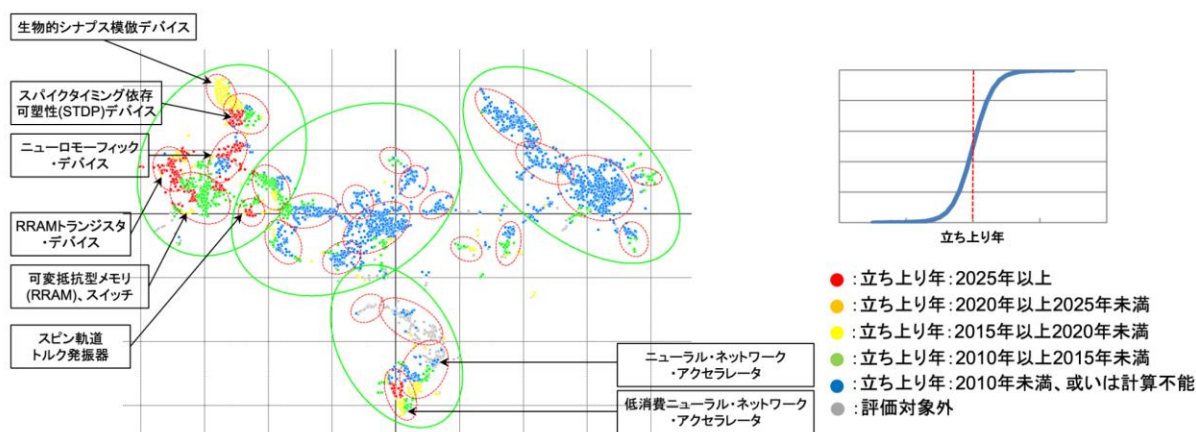 生物的シナプス模倣デバイス
スパイクタイミング依存
可塑性(STDP)デバイス
ニューロモーフィック
・デバイス
RRAMトランジスタ
・デバイス
可変抵抗型メモリ
(RRAM)、スイッチ
スピン軌道
トルク発振器
ニューラル・ネットワーク
・アクセラレータ
低消費ニューラル・ネットワーク
・アクセラレータ
立ち上り年
:立ち上り年:2025年以上
:立ち上り年:2020年以上2025年未満
:立ち上り年:2015年以上2020年未満
:立ち上り年:2010年以上2015年未満
:立ち上り年:2010年未満、或いは計算不能
:評価対象外